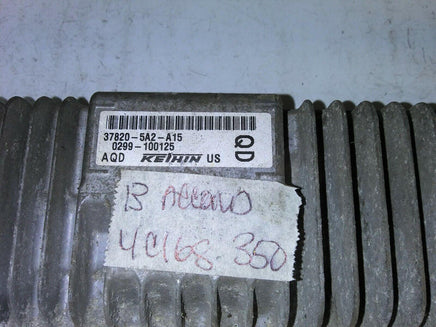 37820-5A2-A15
0299-100125
AQD KEIHIN US
QD
13 ACCORD
4C168 350